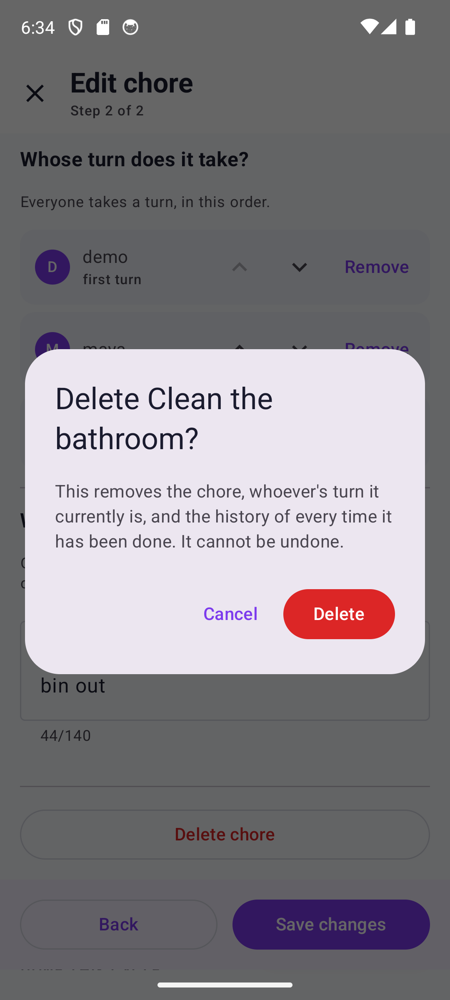 6:34
Edit chore
Step 2 of 2
Whose turn does it take?
Everyone takes a turn, in this order.
D
demo
first turn
Remove
M
maya
Remove
Delete Clean the
bathroom?
This removes the chore, whoever's turn it
currently is, and the history of every time it
has been done. It cannot be undone.
Cancel
Delete
bin out
44/140
Delete chore
Back
Save changes